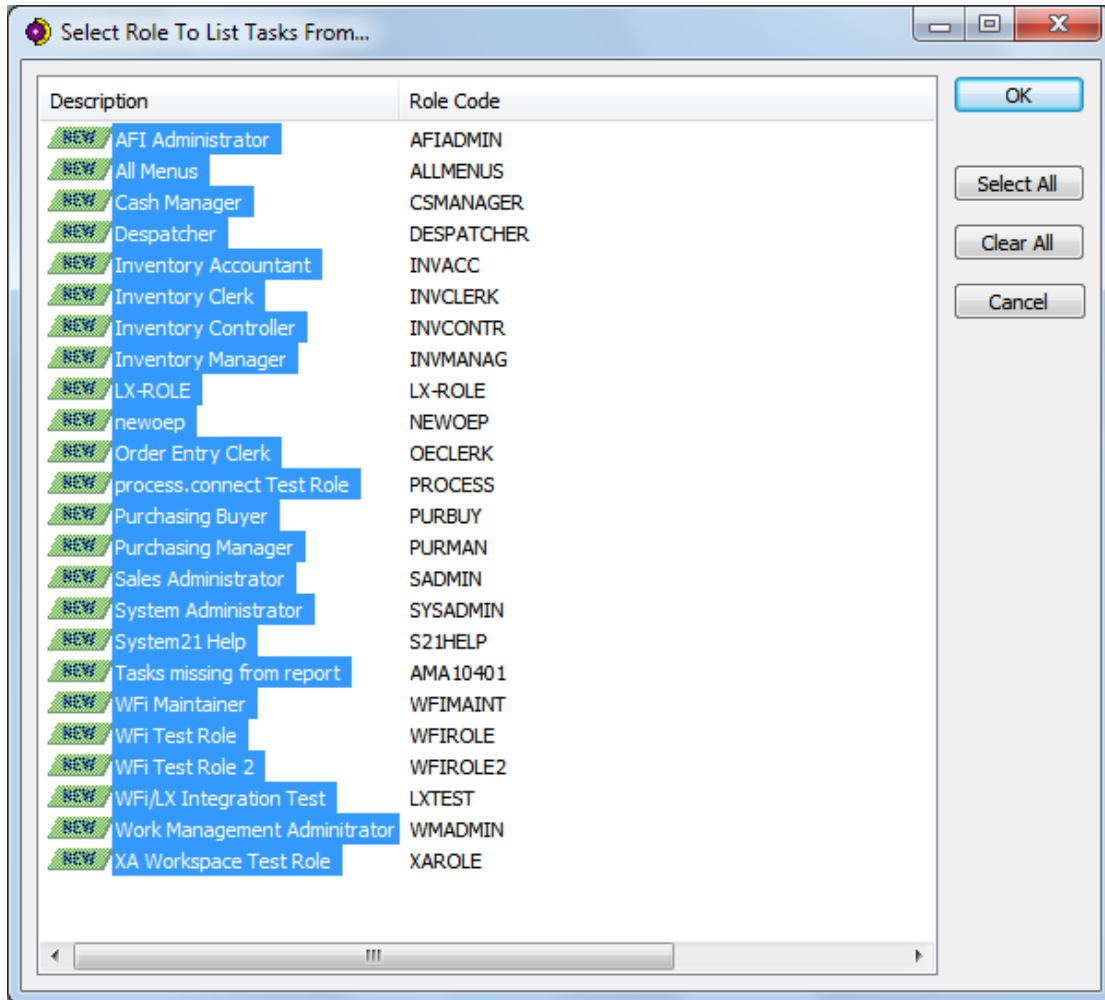 Select Role To List Tasks From...
Description Role Code
NEW AFI Administrator AFIADMIN
NEW All Menus ALLMENUS
NEW Cash Manager CSMANAGER
NEW Despatcher DESPATCHER
NEW Inventory Accountant INVACC
NEW Inventory Clerk INVCLERK
NEW Inventory Controller INVCONTR
NEW Inventory Manager INVMANAG
NEW LX-ROLE LX-ROLE
NEW newoep NEWOEP
NEW Order Entry Clerk OECLERK
NEW process.connect Test Role PROCESS
NEW Purchasing Buyer PURBUY
NEW Purchasing Manager PURMAN
NEW Sales Administrator SADMIN
NEW System Administrator SYSADMIN
NEW System21 Help S21HELP
NEW Tasks missing from report AMA10401
NEW WFi Maintainer WFIMAINT
NEW WFi Test Role WFIROLE
NEW WFi Test Role 2 WFIROLE2
NEW WFi/LX Integration Test LXTEST
NEW Work Management Adminitrator WMADMIN
NEW XA Workspace Test Role XAROLE
OK
Select All
Clear All
Cancel